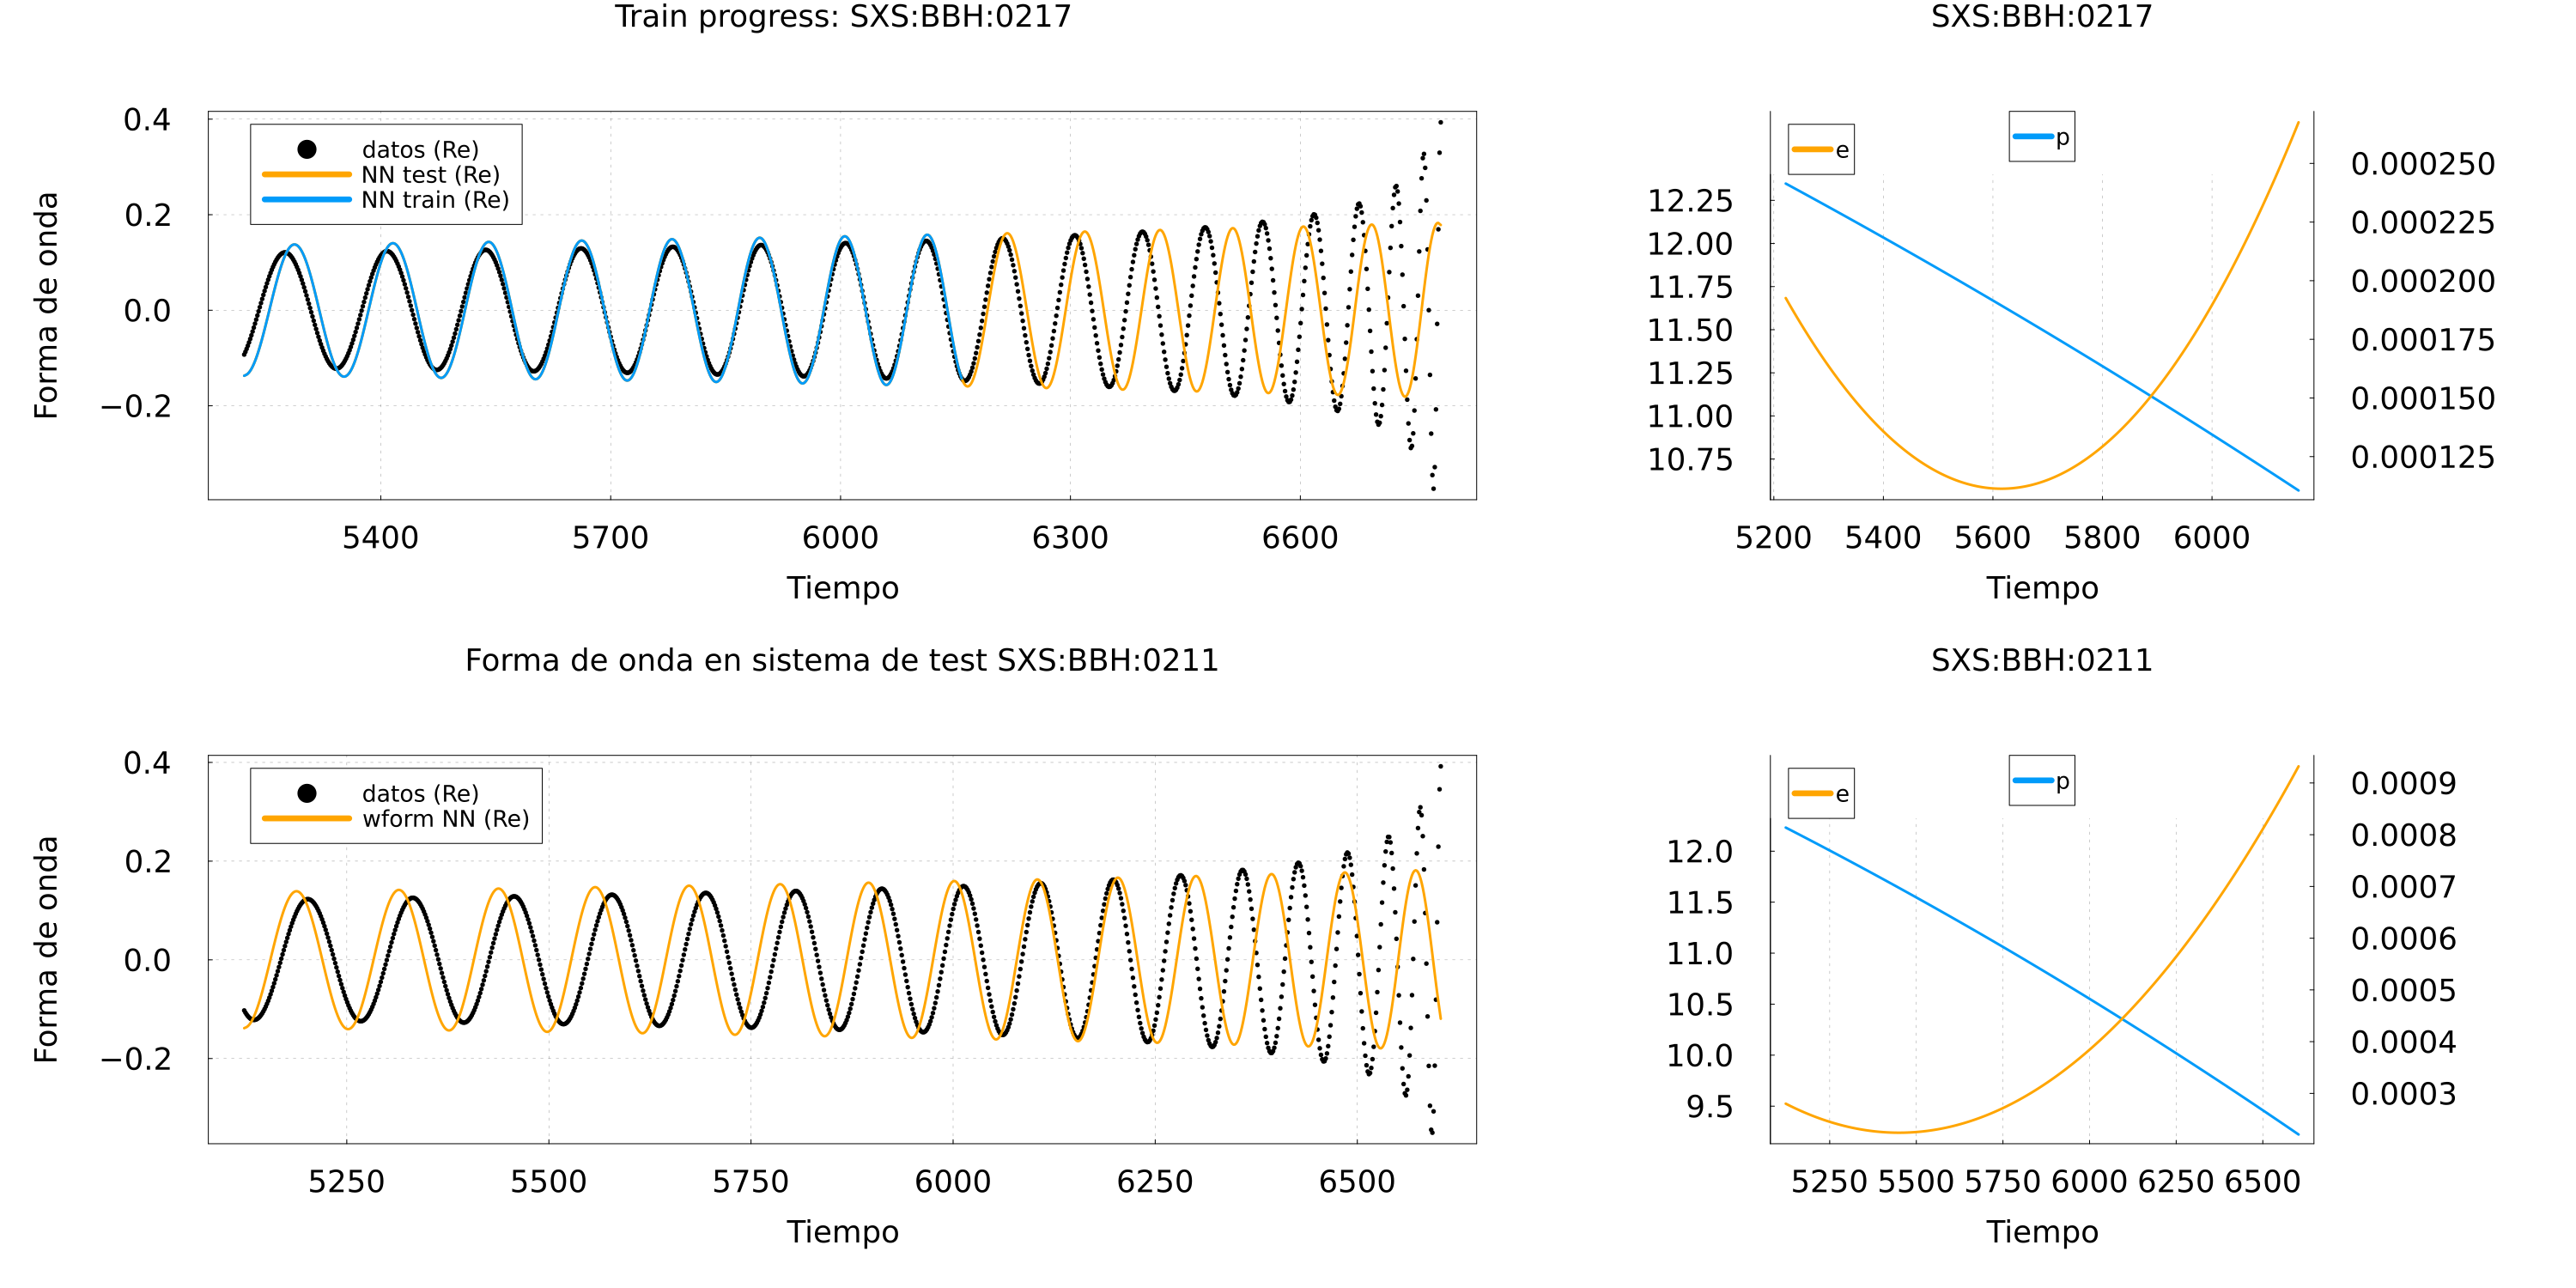 Train progress: SXS:BBH:0217
Forma de onda
0.4
0.2
0.0
−0.2
datos (Re)
NN test (Re)
NN train (Re)
5400 5700 6000 6300 6600
Tiempo
SXS:BBH:0217
e
p
12.25
12.00
11.75
11.50
11.25
11.00
10.75
0.000250
0.000225
0.000200
0.000175
0.000150
0.000125
5200 5400 5600 5800 6000
Tiempo
Forma de onda en sistema de test SXS:BBH:0211
Forma de onda
0.4
0.2
0.0
−0.2
datos (Re)
wform NN (Re)
5250 5500 5750 6000 6250 6500
Tiempo
SXS:BBH:0211
e
p
12.0
11.5
11.0
10.5
10.0
9.5
0.0009
0.0008
0.0007
0.0006
0.0005
0.0004
0.0003
5250 5500 5750 6000 6250 6500
Tiempo